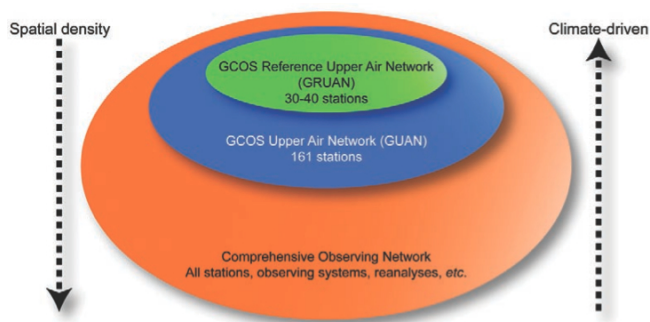 Spatial density
Climate-driven
GCOS Reference Upper Air Network
(GRUAN)
30-40 stations
GCOS Upper Air Network (GUAN)
161 stations
Comprehensive Observing Network
All stations, observing systems, reanalyses, etc.